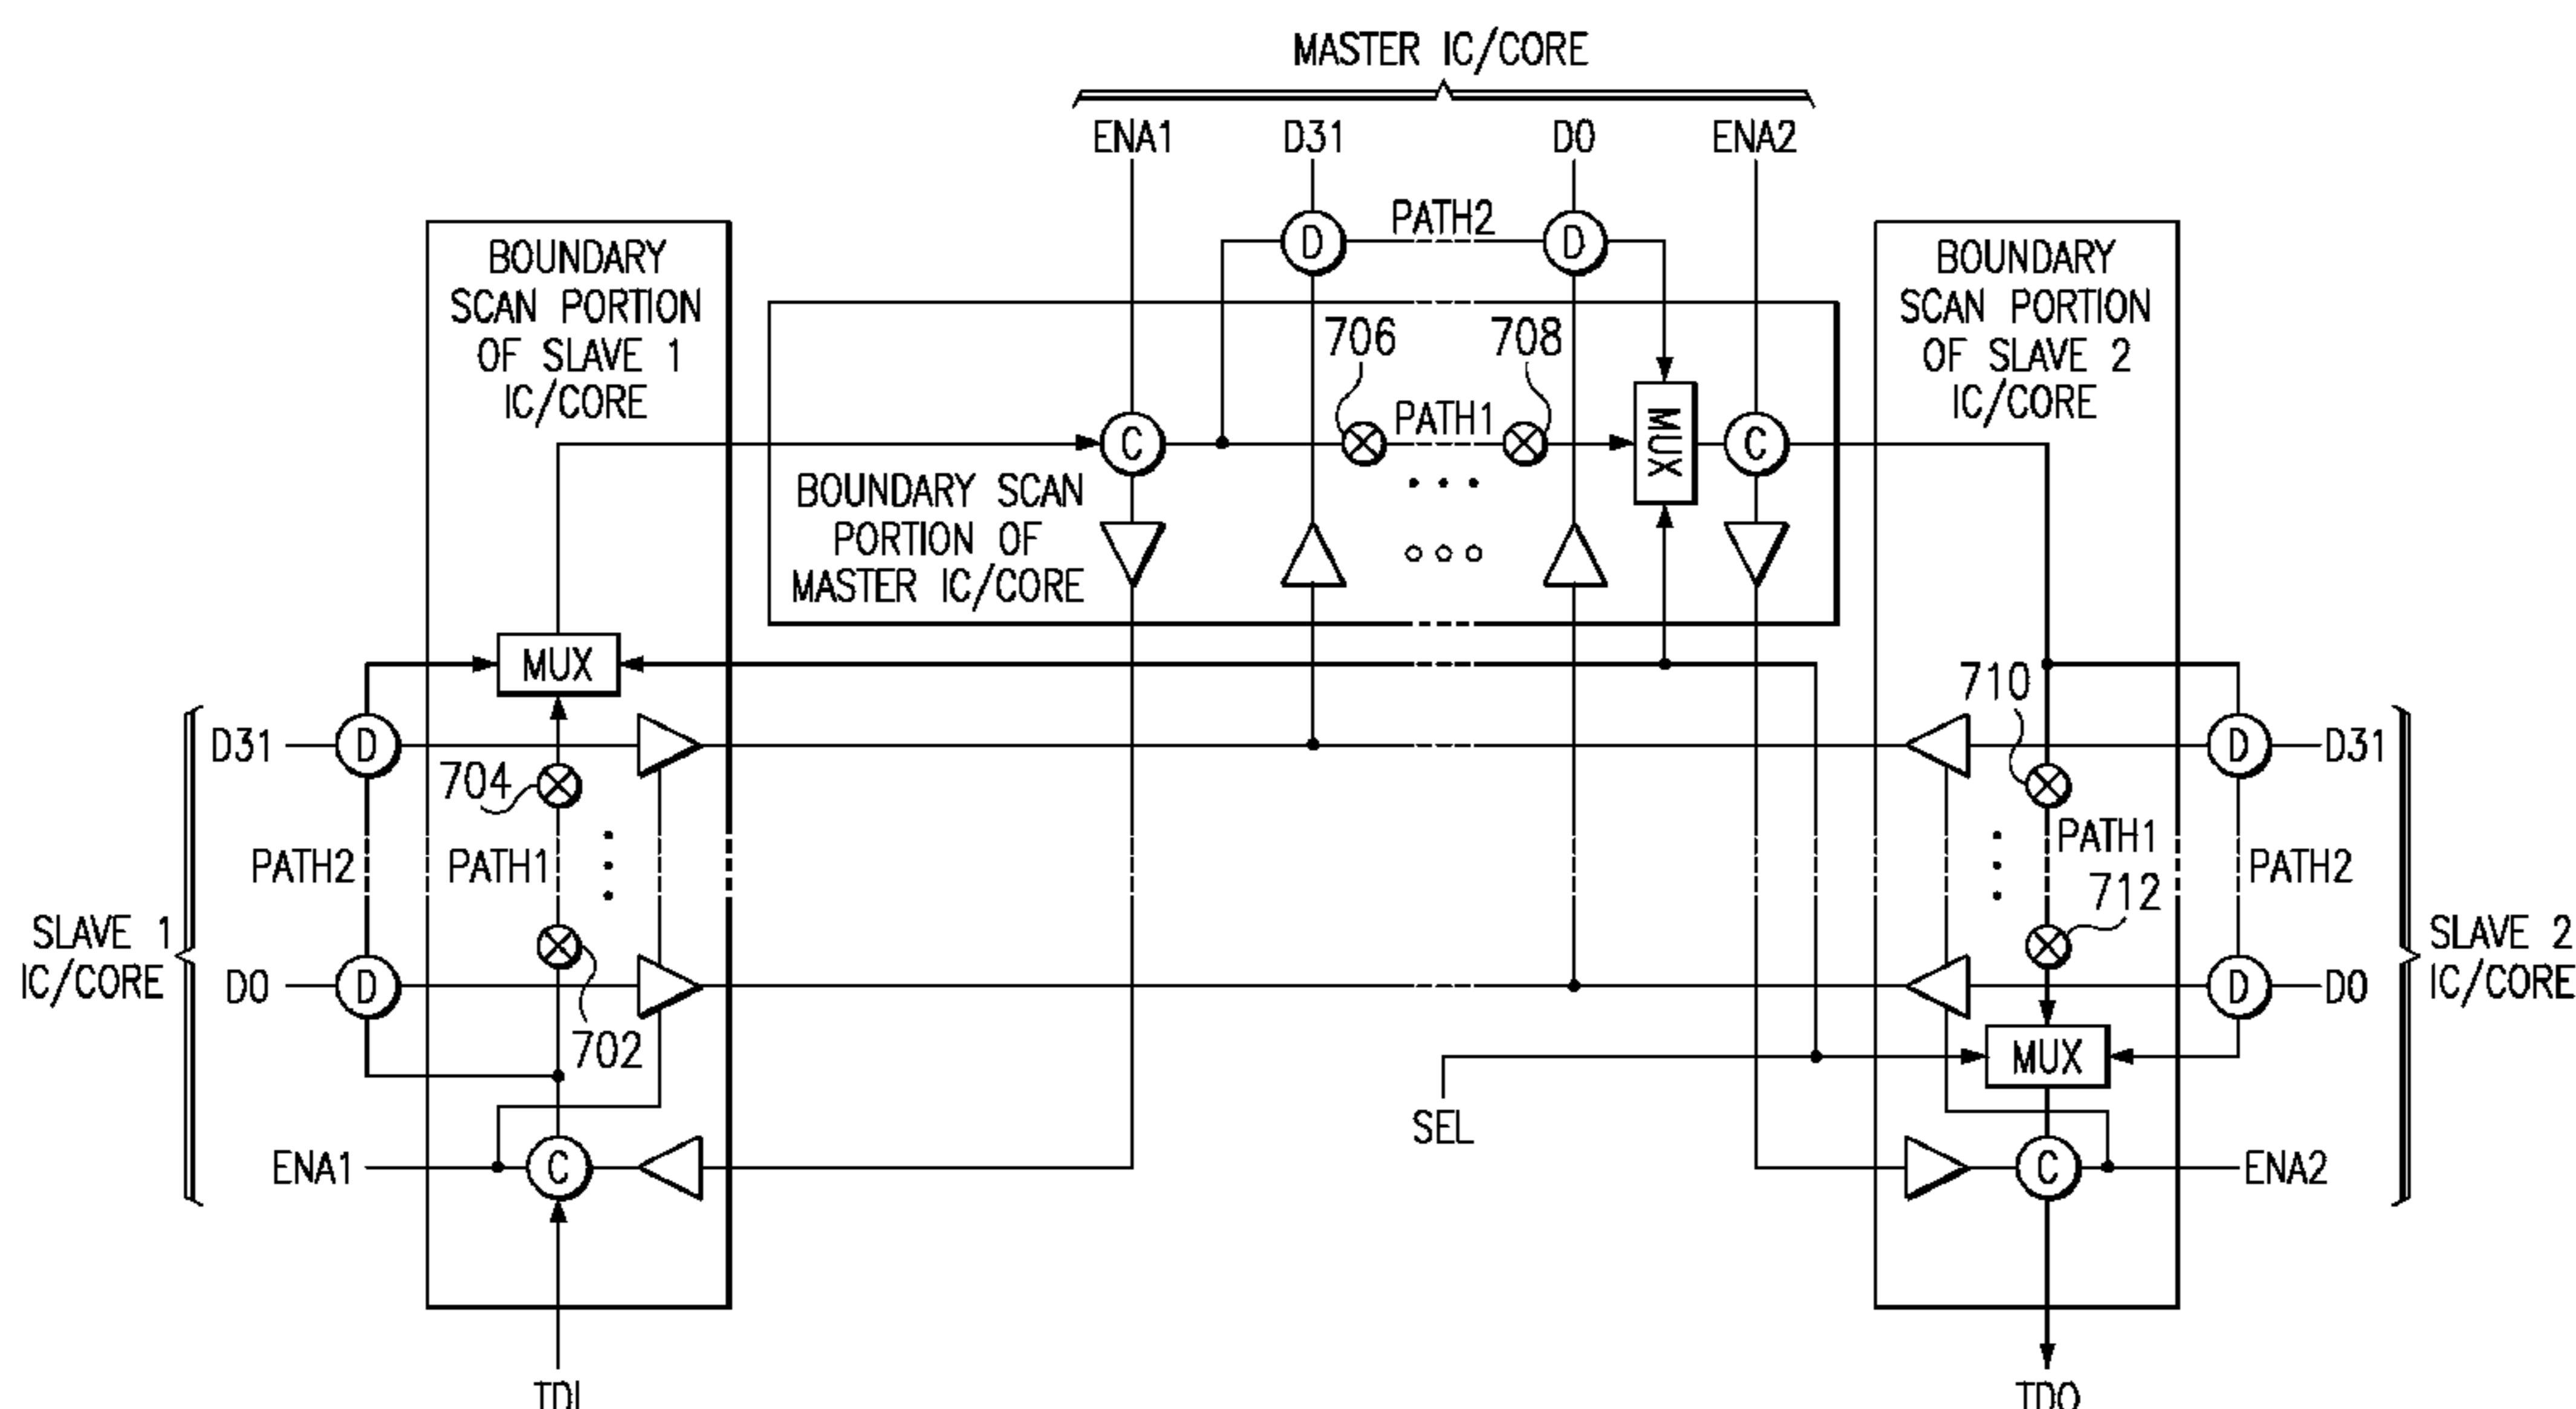 MASTER IC/CORE
ENA1
D31
D0
ENA2
BOUNDARY
SCAN PORTION
OF SLAVE 1
IC/CORE
D
PATH2
D
BOUNDARY
SCAN PORTION
OF SLAVE 2
IC/CORE
706
708
C
PATH1
MUX
C
BOUNDARY SCAN
PORTION OF
MASTER IC/CORE
MUX
710
D31
D
D
D31
704
PATH2
PATH1
PATH1
PATH2
712
SLAVE 1
IC/CORE
SLAVE 2
IC/CORE
D0
D
D
D0
702
MUX
SEL
ENA1
C
C
ENA2
TDI
TDO